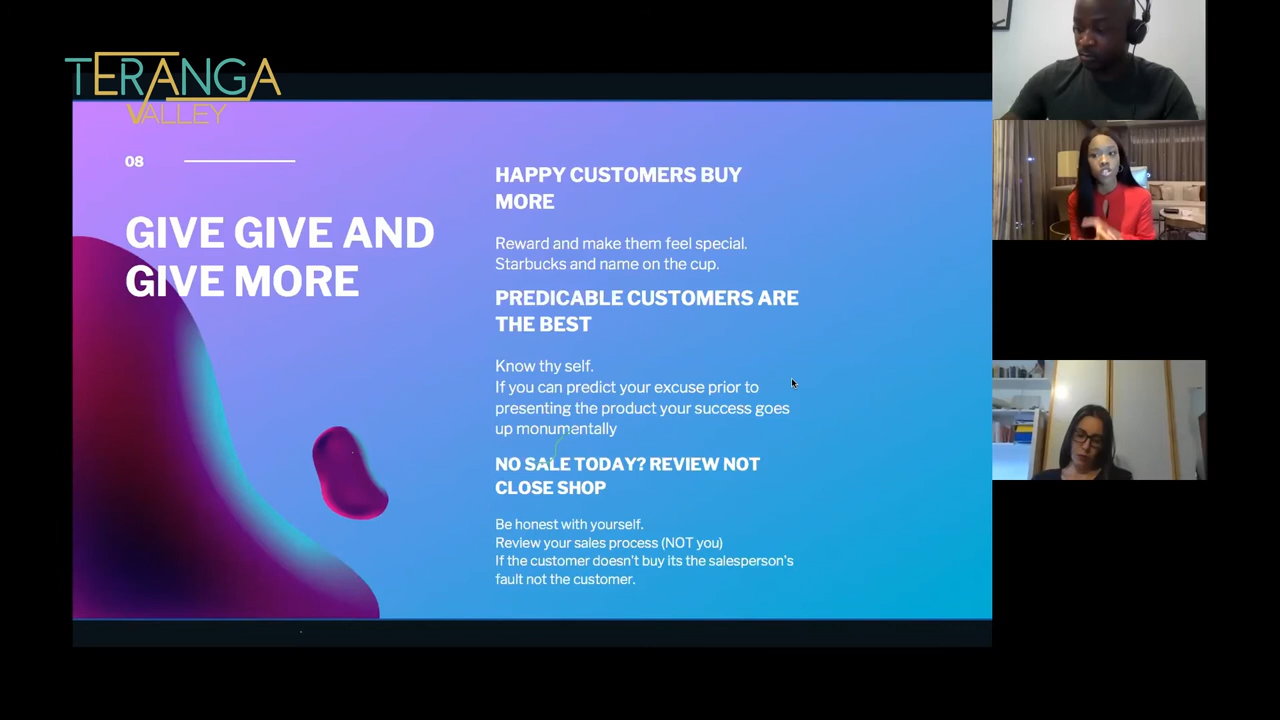 TERANGA
VALLEY
08
GIVE GIVE AND
GIVE MORE
HAPPY CUSTOMERS BUY
MORE
Reward and make them feel special.
Starbucks and name on the cup.
PREDICABLE CUSTOMERS ARE
THE BEST
Know thy self.
If you can predict your excuse prior to
presenting the product your success goes
up monumentally
NO SALE TODAY? REVIEW NOT
CLOSE SHOP
Be honest with yourself.
Review your sales process (NOT you)
If the customer doesn't buy its the salesperson's
fault not the customer.